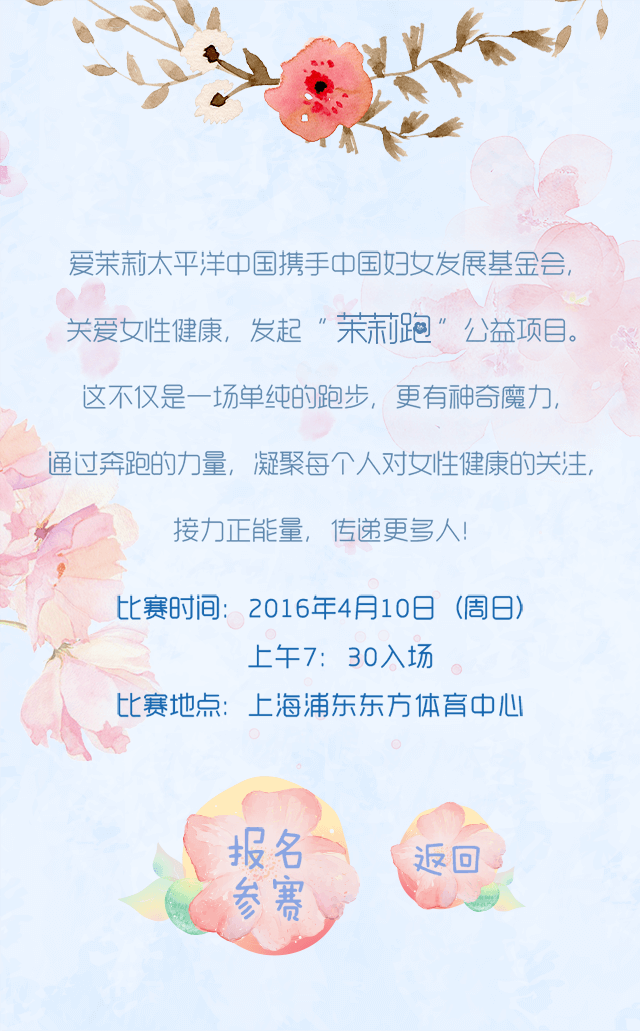 爱茉莉太平洋中国携手中国妇女发展基金会,
关爱女性健康，发起“茉莉跑”公益项目。
这不仅是一场单纯的跑步，更有神奇魔力,
通过奔跑的力量，凝聚每个人对女性健康的关注,
接力正能量，传递更多人!
比赛时间：2016年4月10日（周日）
上午7：30入场
比赛地点：上海浦东东方体育中心
报名
参赛
返回